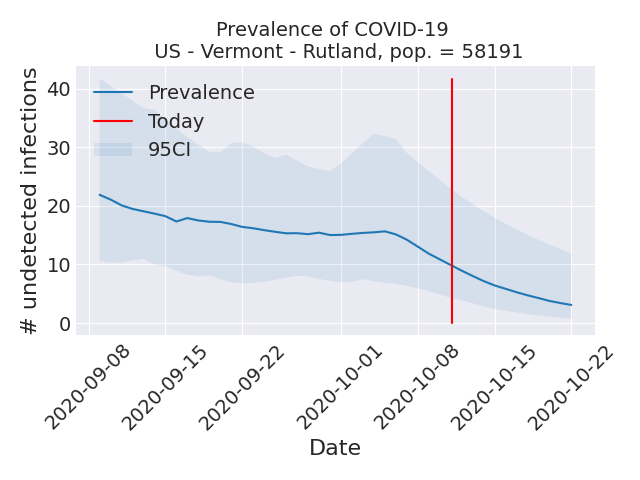 Prevalence of COVID-19
US - Vermont - Rutland, pop. = 58191
# undetected infections
40
30
20
10
0
Prevalence
Today
95CI
2020-09-08
2020-09-15
2020-09-22
2020-10-01
2020-10-08
2020-10-15
2020-10-22
Date